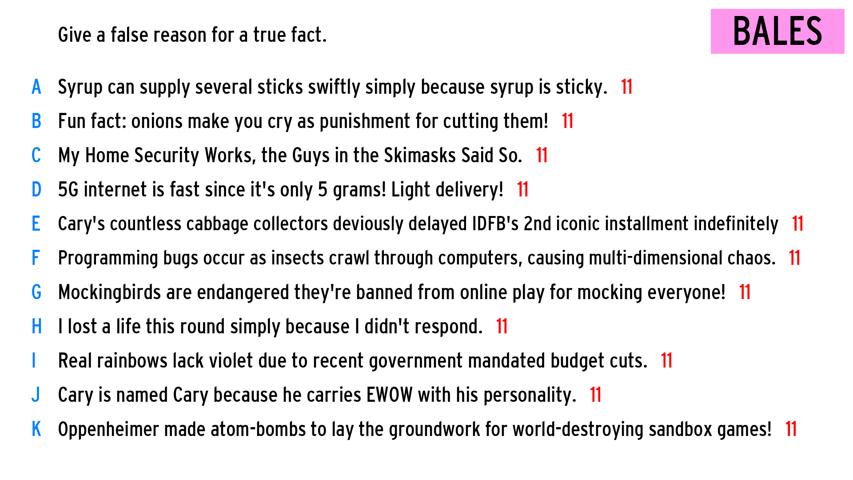 Give a false reason for a true fact.
BALES
A Syrup can supply several sticks swiftly simply because syrup is sticky. 11
B Fun fact: onions make you cry as punishment for cutting them! 11
C My Home Security Works, the Guys in the Skimasks Said So. 11
D 5G internet is fast since it's only 5 grams! Light delivery! 11
E Cary's countless cabbage collectors deviously delayed IDFB's 2nd iconic installment indefinitely 11
F Programming bugs occur as insects crawl through computers, causing multi-dimensional chaos. 11
G Mockingbirds are endangered they're banned from online play for mocking everyone! 11
H I lost a life this round simply because I didn't respond. 11
I Real rainbows lack violet due to recent government mandated budget cuts. 11
J Cary is named Cary because he carries EWOW with his personality. 11
K Oppenheimer made atom-bombs to lay the groundwork for world-destroying sandbox games! 11